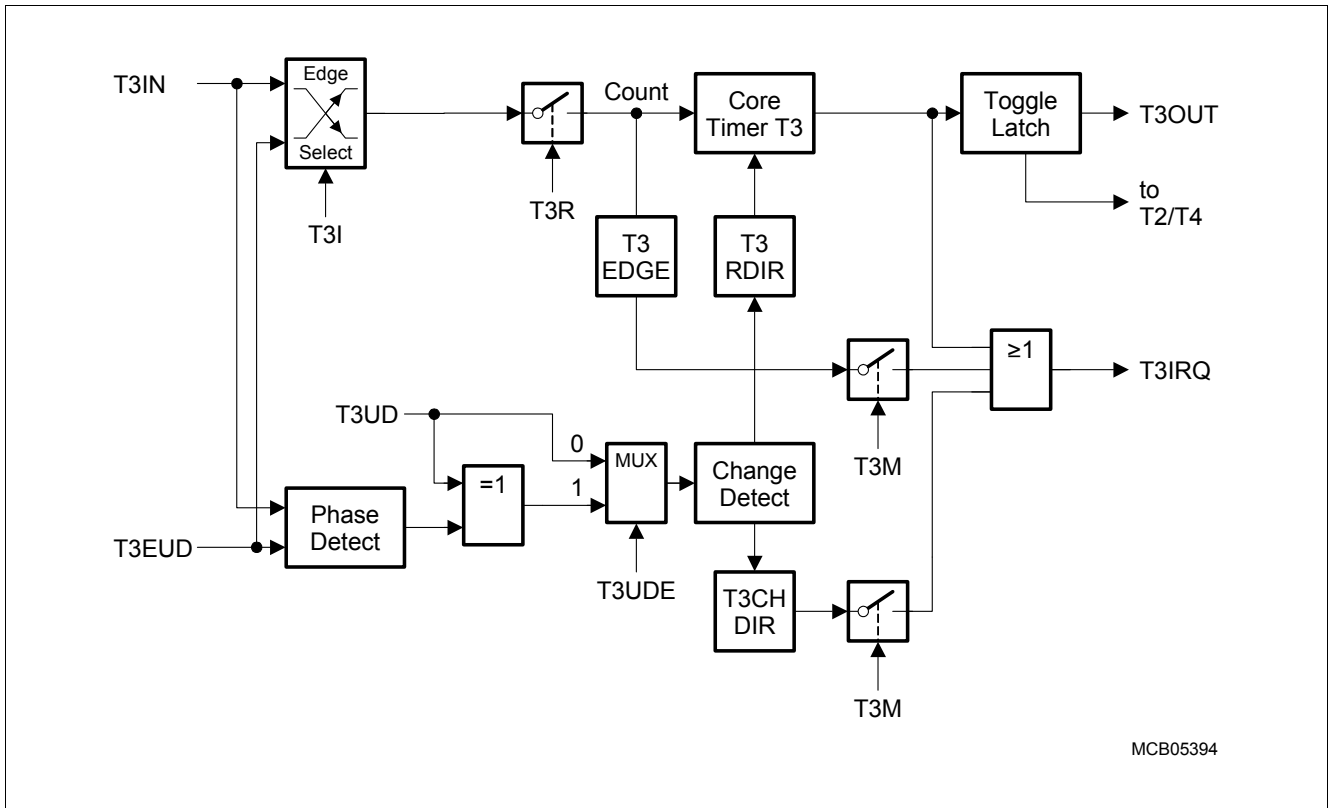 T3IN
Edge
Select
T3I
T3R
Count
Core
Timer T3
Toggle
Latch
T3OUT
to
T2/T4
T3
EDGE
T3
RDIR
≥1
T3IRQ
T3M
T3UD
0
1
MUX
Change
Detect
=1
Phase
Detect
T3EUD
T3UDE
T3CH
DIR
T3M
MCB05394